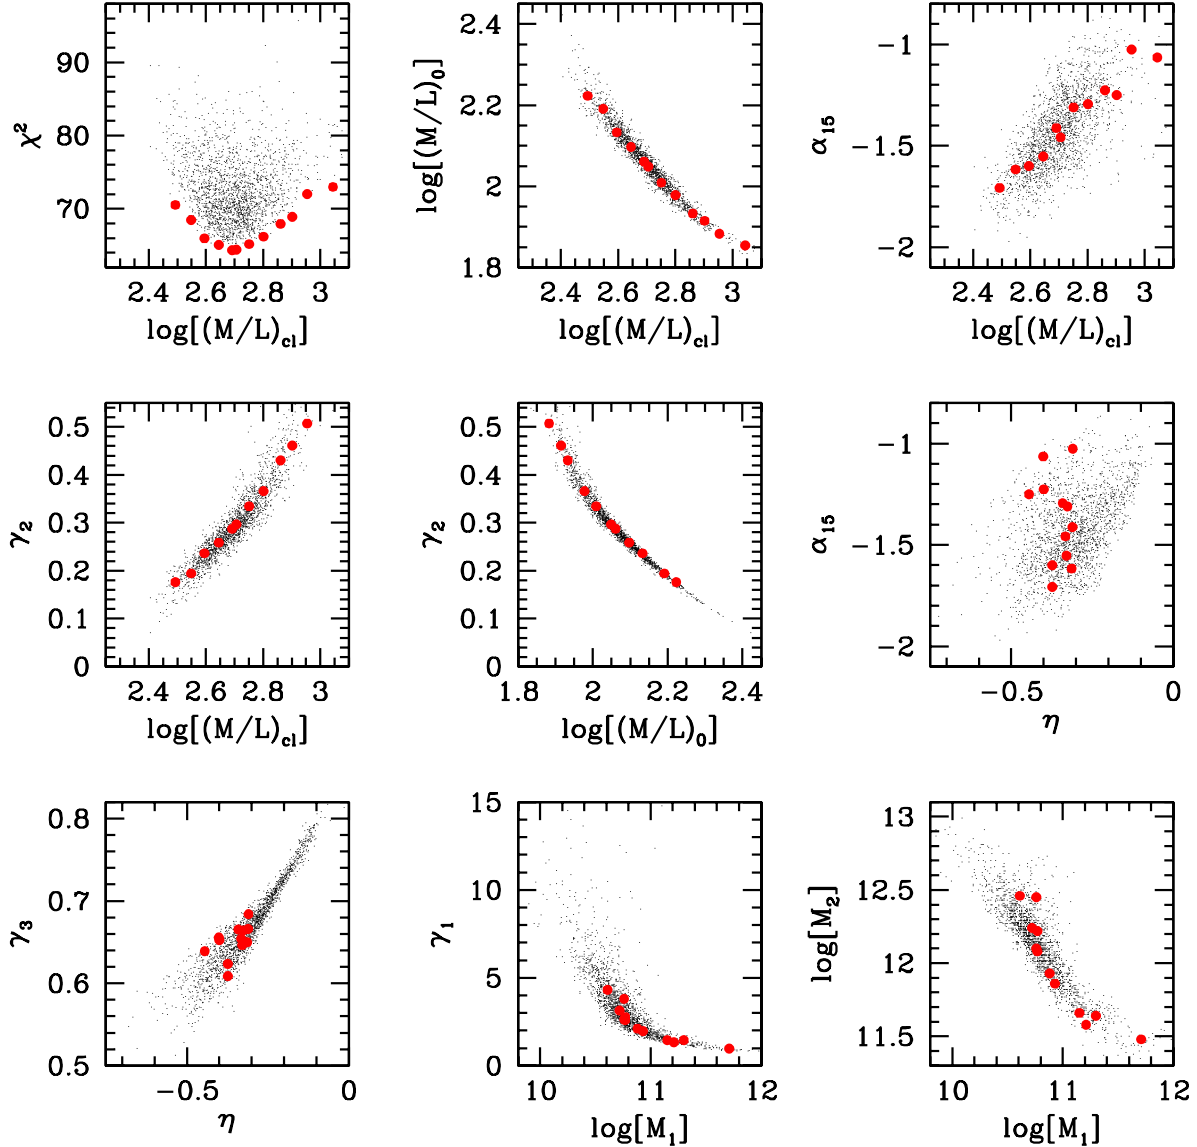 90
80
70
χ²
2.4 2.6 2.8 3
log[(M/L)cl]
2.4
2.2
2
1.8
log[(M/L)0]
2.4 2.6 2.8 3
log[(M/L)cl]
−1
−1.5
−2
α15
2.4 2.6 2.8 3
log[(M/L)cl]
0.5
0.4
0.3
0.2
0.1
0
γ2
2.4 2.6 2.8 3
log[(M/L)cl]
0.5
0.4
0.3
0.2
0.1
0
γ2
1.8 2 2.2 2.4
log[(M/L)0]
−1
−1.5
−2
α15
−0.5 0
η
0.8
0.7
0.6
0.5
γ3
−0.5 0
η
15
10
5
0
γ1
10 11 12
log[M1]
13
12.5
12
11.5
log[M2]
10 11 12
log[M1]